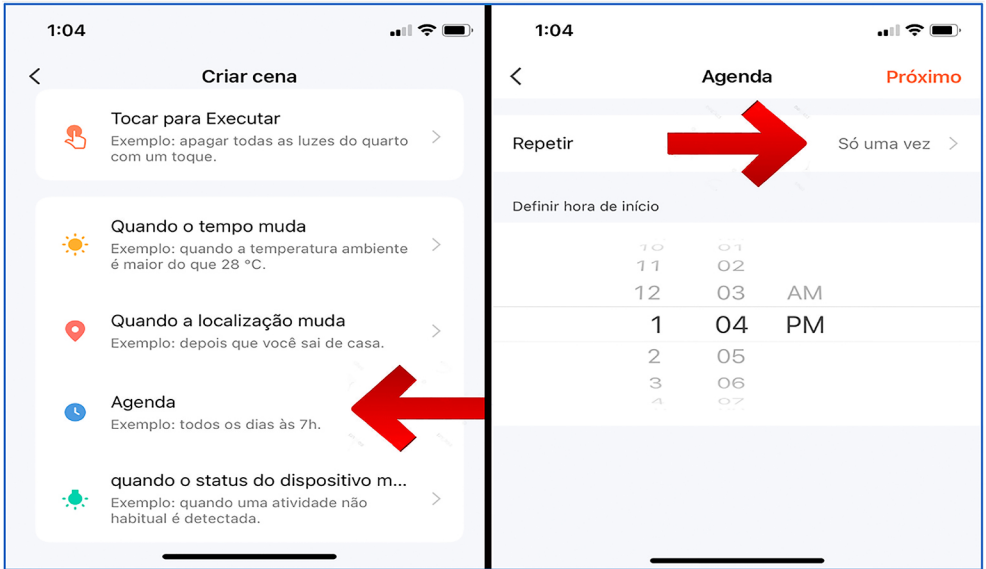 1:04
Criar cena
Tocar para Executar
Exemplo: apagar todas as luzes do quarto
com um toque.
Quando o tempo muda
Exemplo: quando a temperatura ambiente
é maior do que 28 °C.
Quando a localização muda
Exemplo: depois que você sai de casa.
Agenda
Exemplo: todos os dias às 7h.
quando o status do dispositivo m...
Exemplo: quando uma atividade não
habitual é detectada.
1:04
Agenda Próximo
Repetir Só uma vez
Definir hora de início
10 01
11 02
12 03 AM
1 04 PM
2 05
3 06
4 07